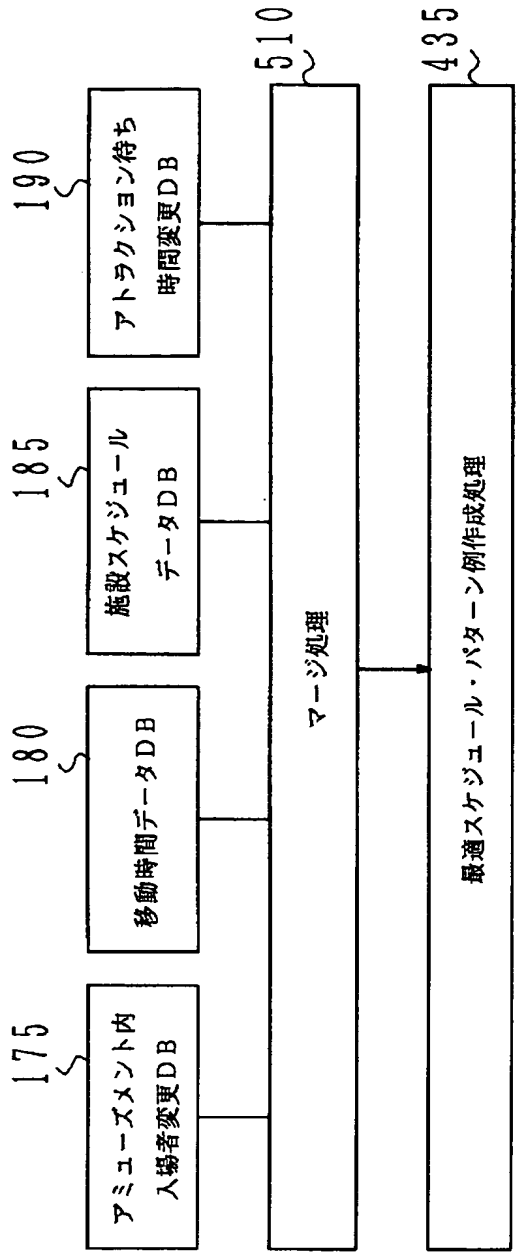 175
アミューズメント内
入場者変更DB
180
移動時間データDB
185
施設スケジュール
データDB
190
アトラクション待ち
時間変更DB
510
マージ処理
435
最適スケジュール・パターン例作成処理